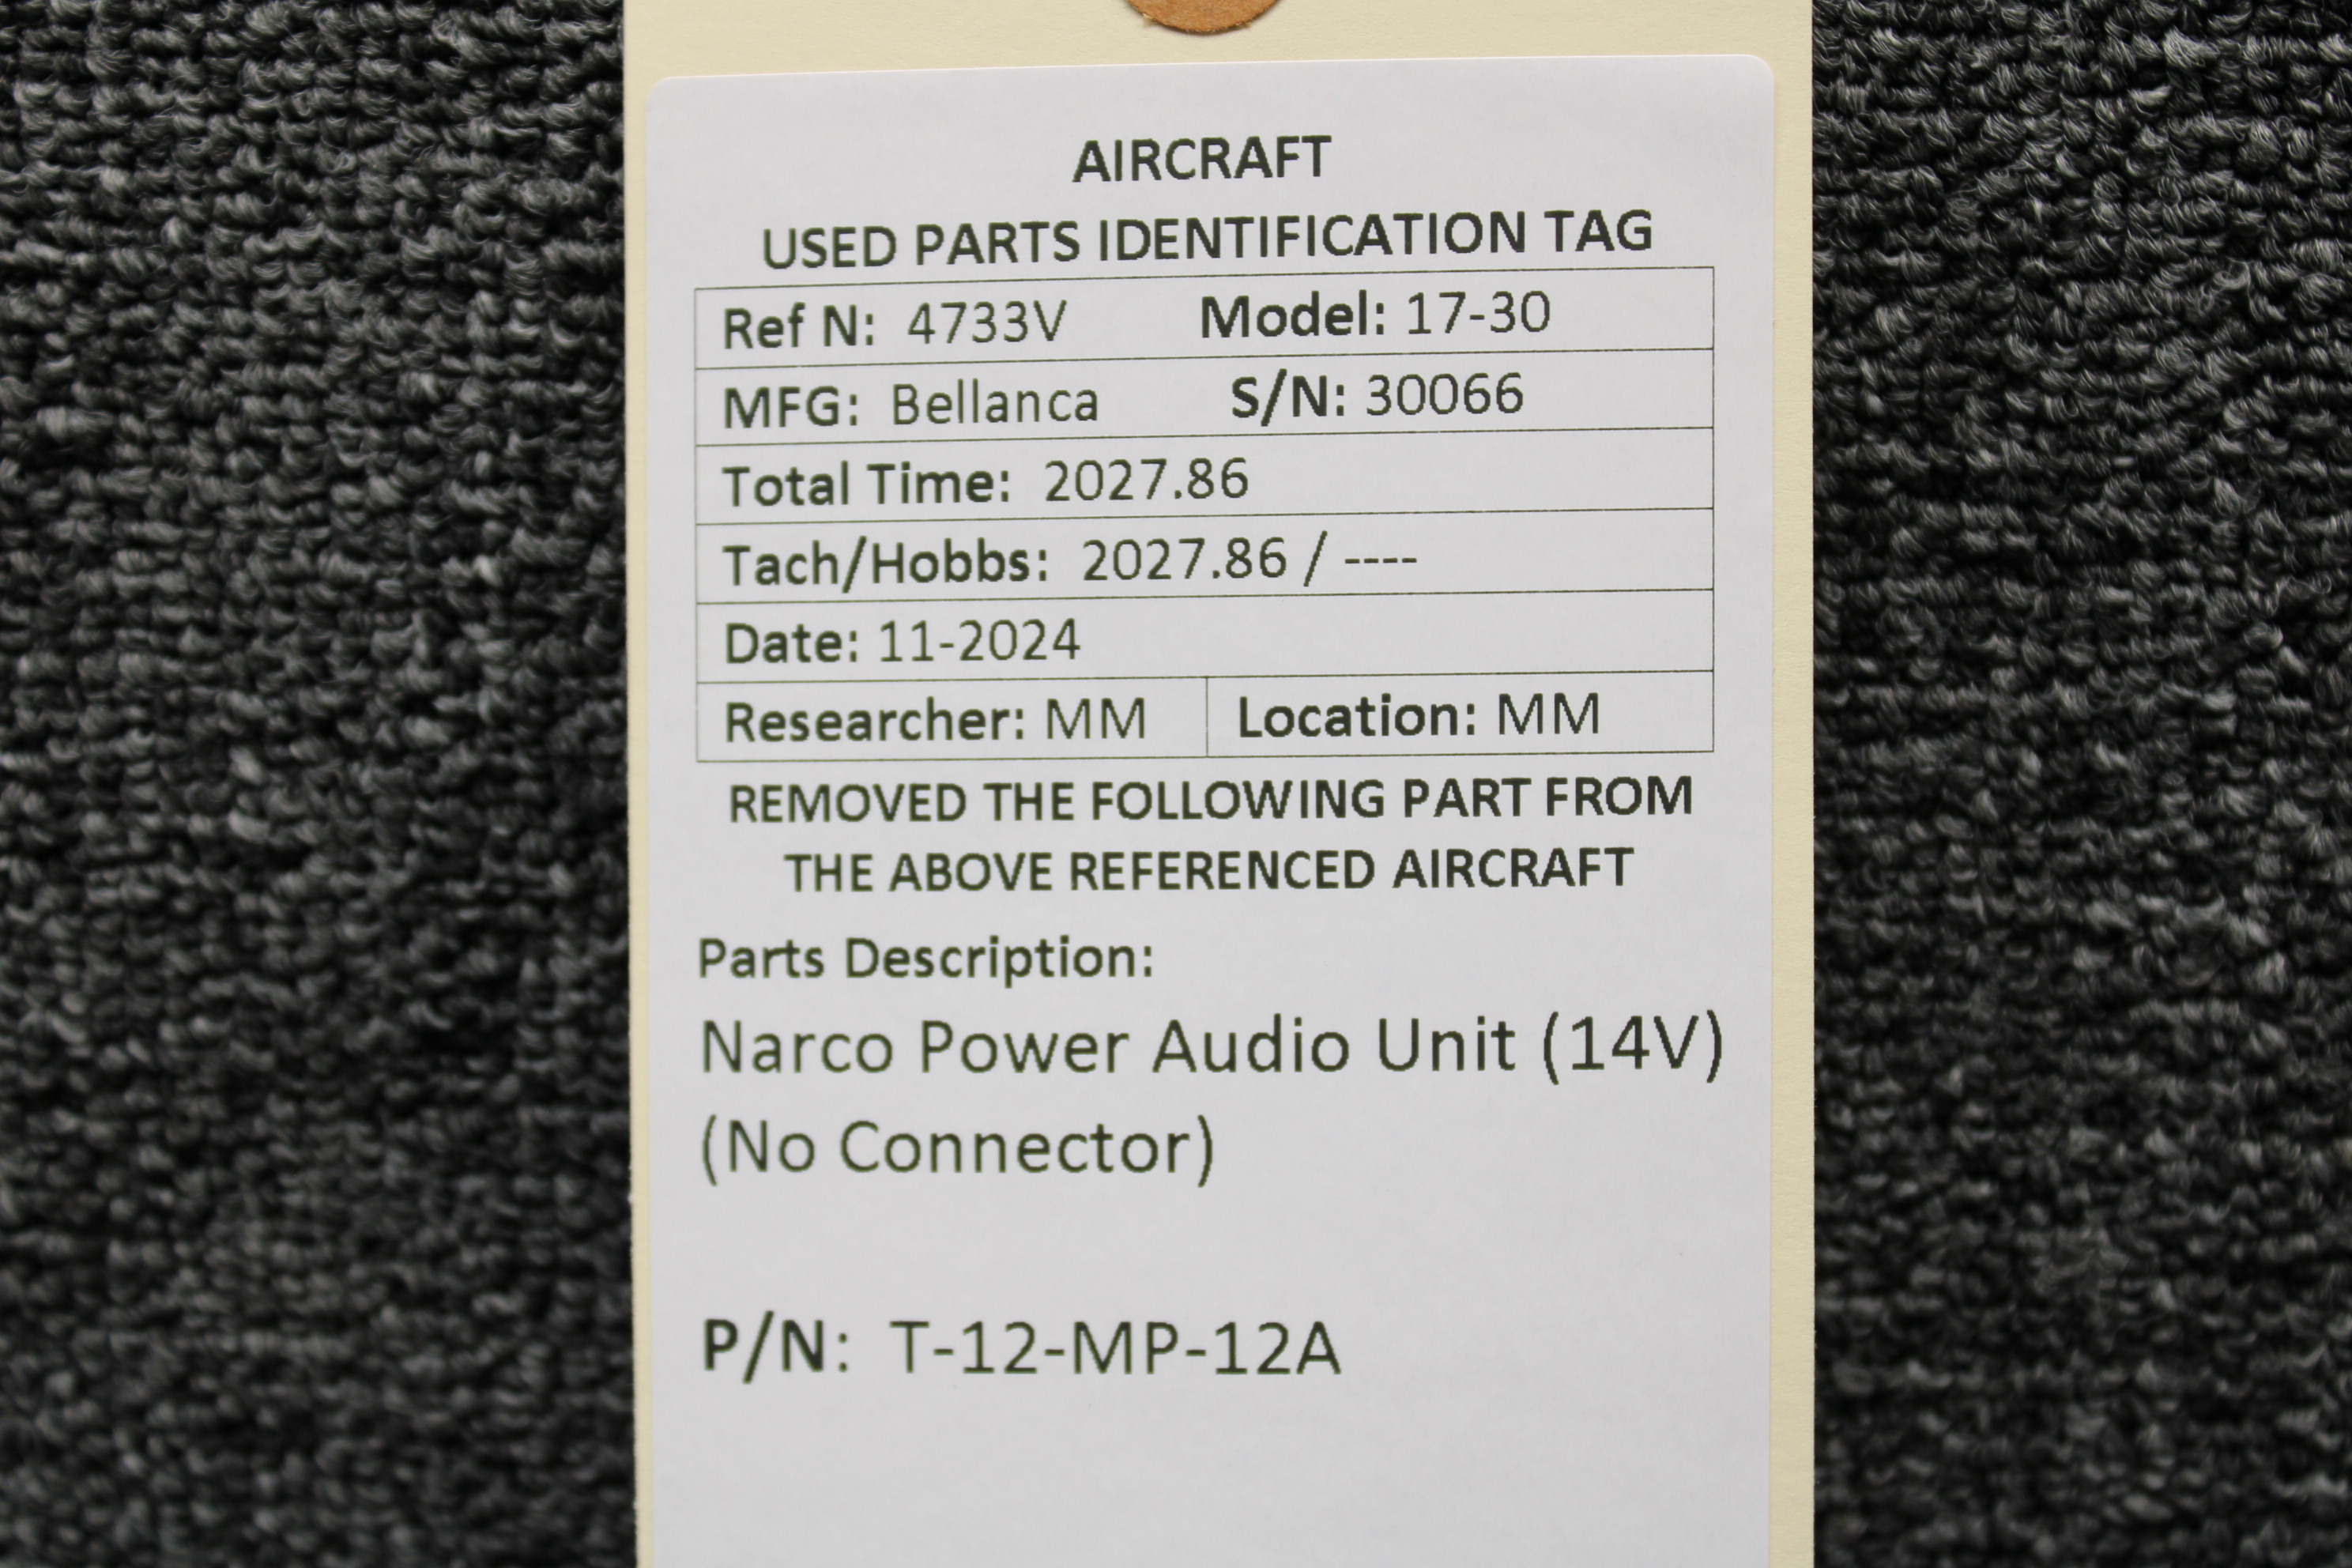 AIRCRAFT
USED PARTS IDENTIFICATION TAG
Ref N: 4733V Model: 17-30
MFG: Bellanca S/N: 30066
Total Time: 2027.86
Tach/Hobbs: 2027.86 / ----
Date: 11-2024
Researcher: MM Location: MM
REMOVED THE FOLLOWING PART FROM
THE ABOVE REFERENCED AIRCRAFT
Parts Description:
Narco Power Audio Unit (14V)
(No Connector)
P/N: T-12-MP-12A